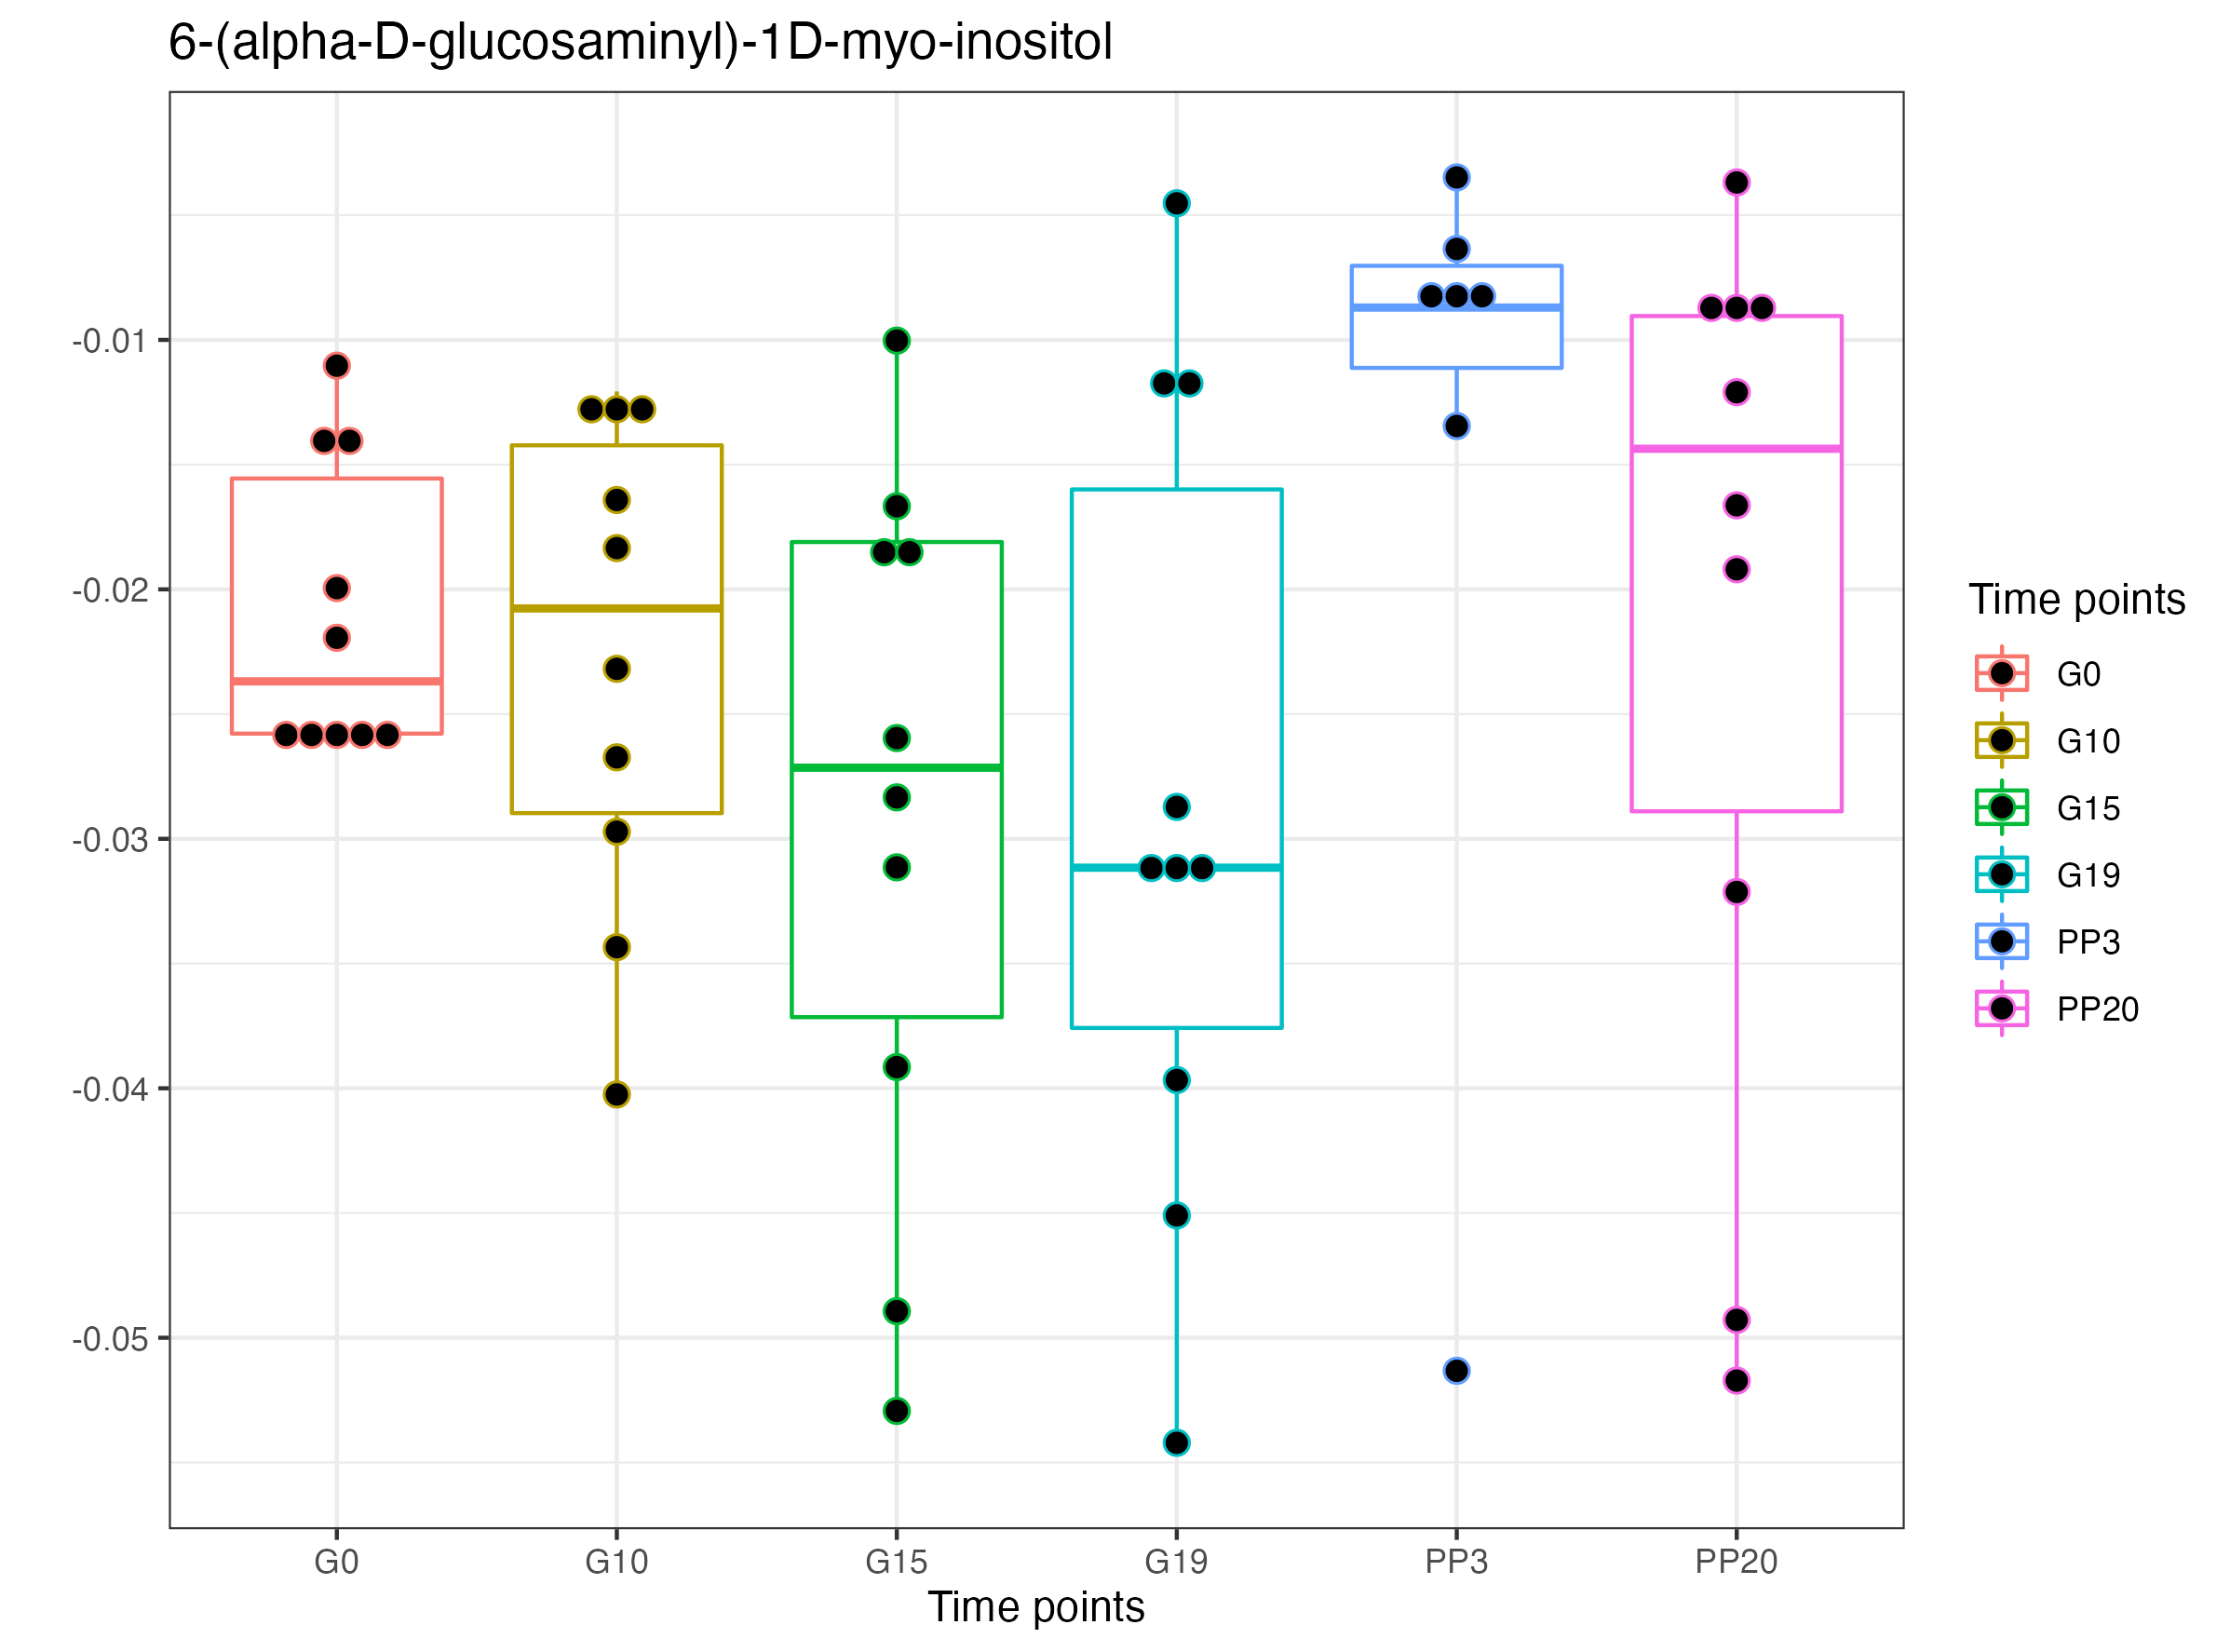 6-(alpha-D-glucosaminyl)-1D-myo-inositol
-0.01
-0.02
-0.03
-0.04
-0.05
G0 G10 G15 G19 PP3 PP20
Time points
Time points
G0
G10
G15
G19
PP3
PP20